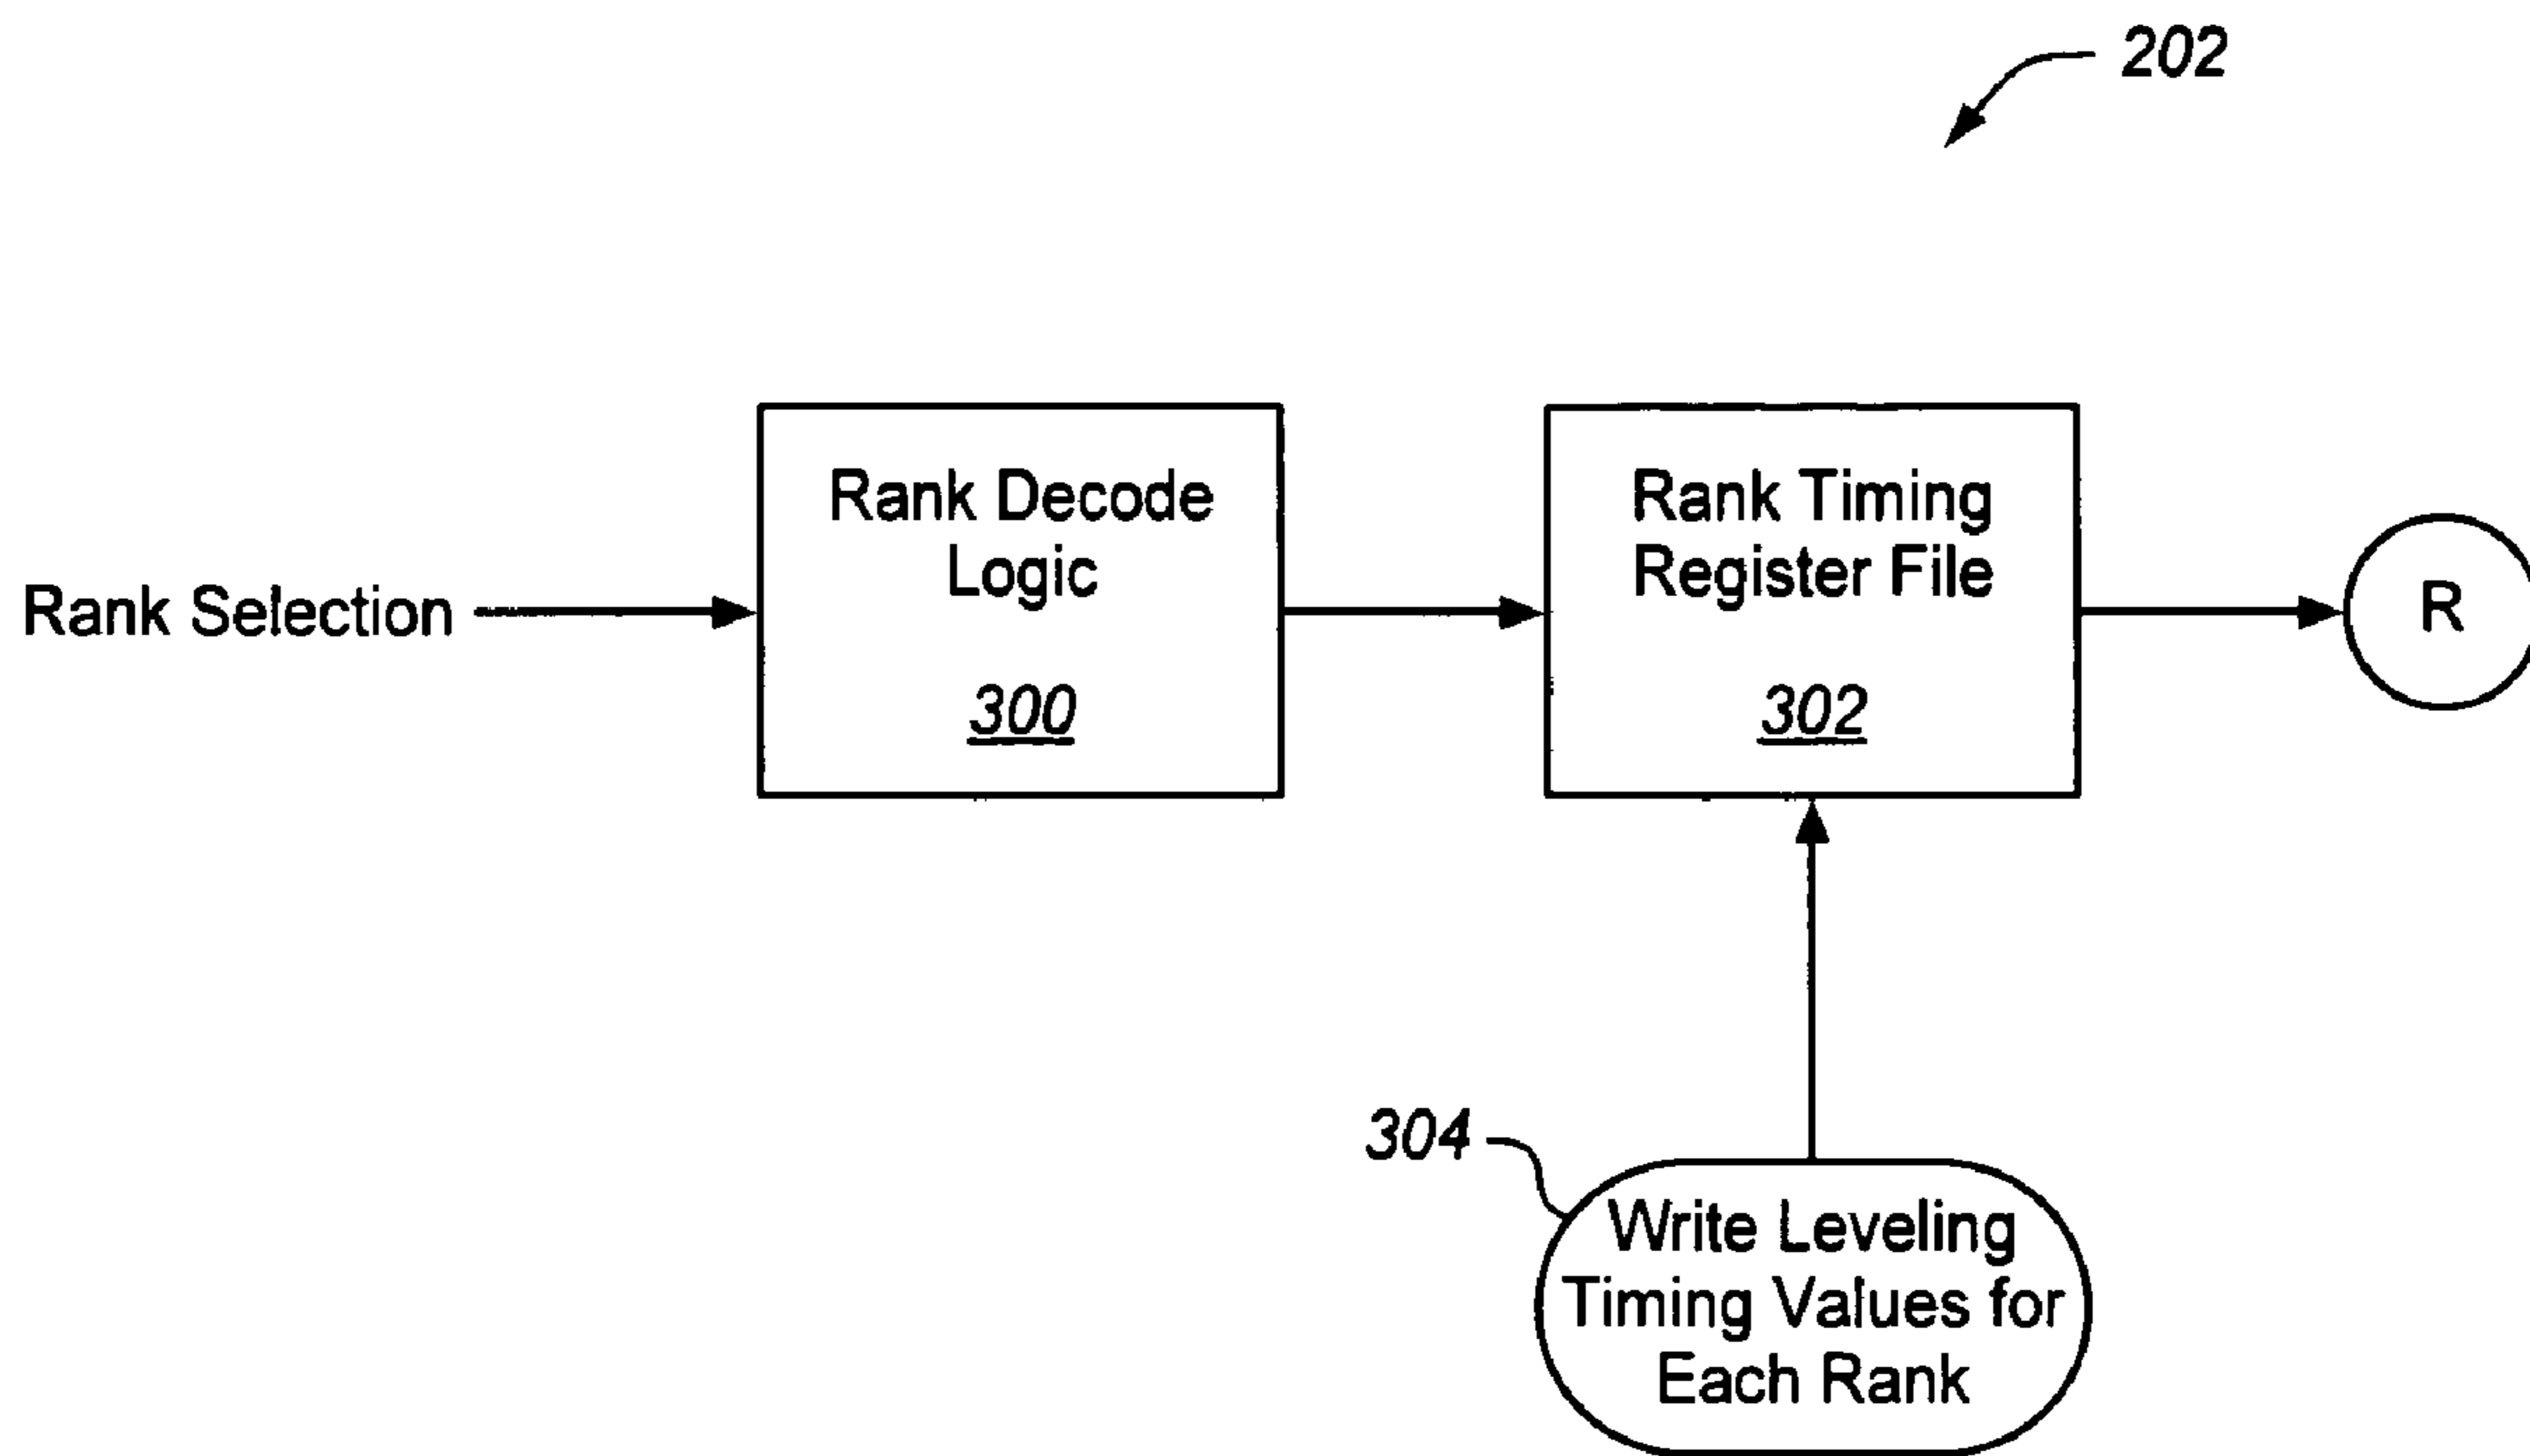 202
Rank Selection
Rank Decode
Logic
300
Rank Timing
Register File
302
R
304
Write Leveling
Timing Values for
Each Rank